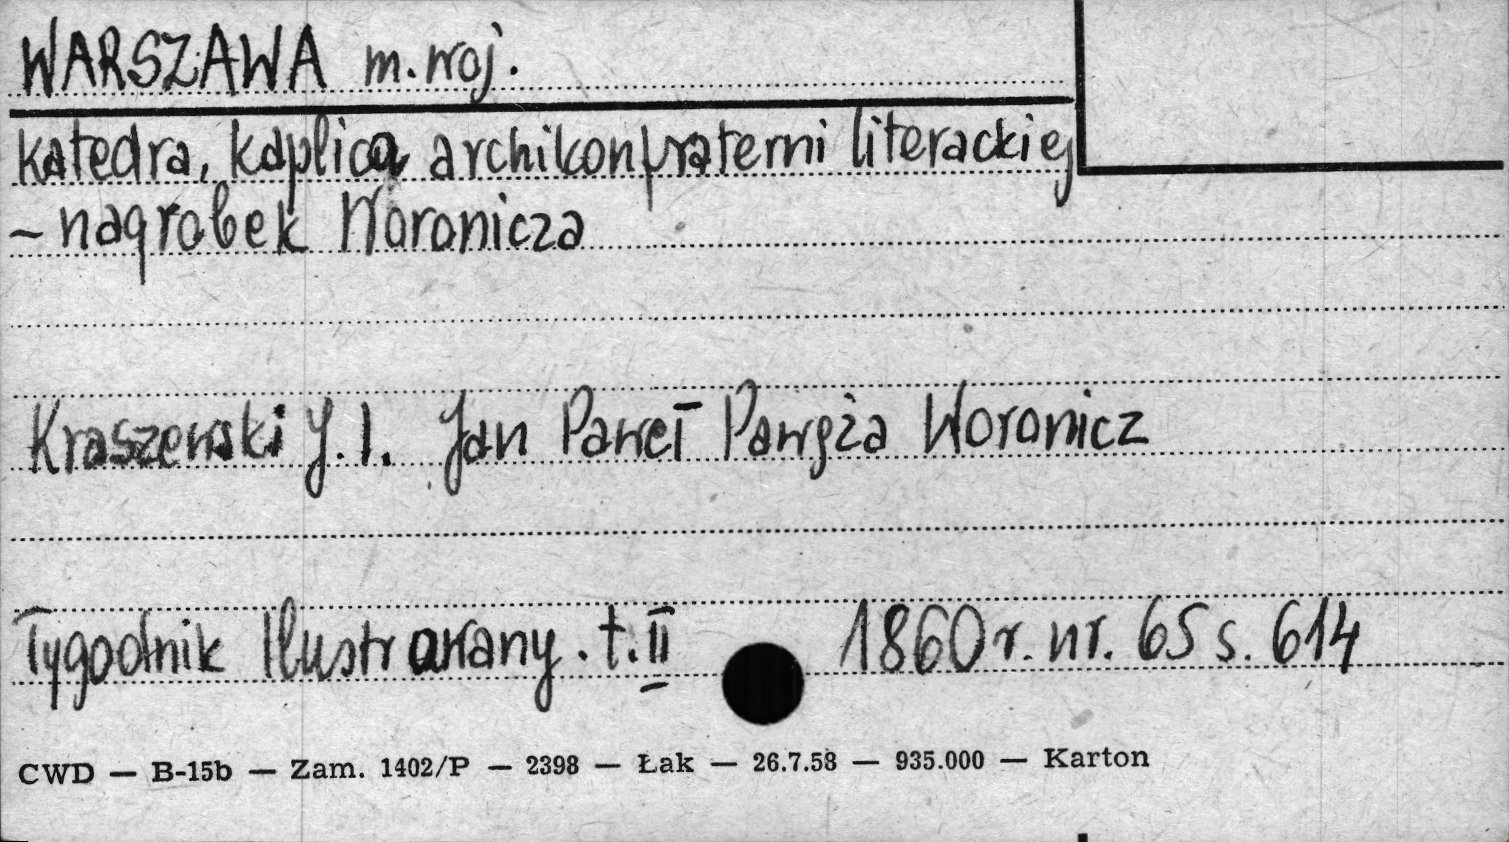 WARSZAWA m. woj.
katedra, kaplica archikonfraterni literackiej
- nagrobek Woronicza
Kraszewski J. I. Jan Paweł Pawęża Woronicz
Tygodnik Ilustrowany. t. II 1860 r. nr. 65 s. 614
CWD — B-15b — Zam. 1402/P — 2398 — Łak — 26.7.58 — 935.000 — Karton